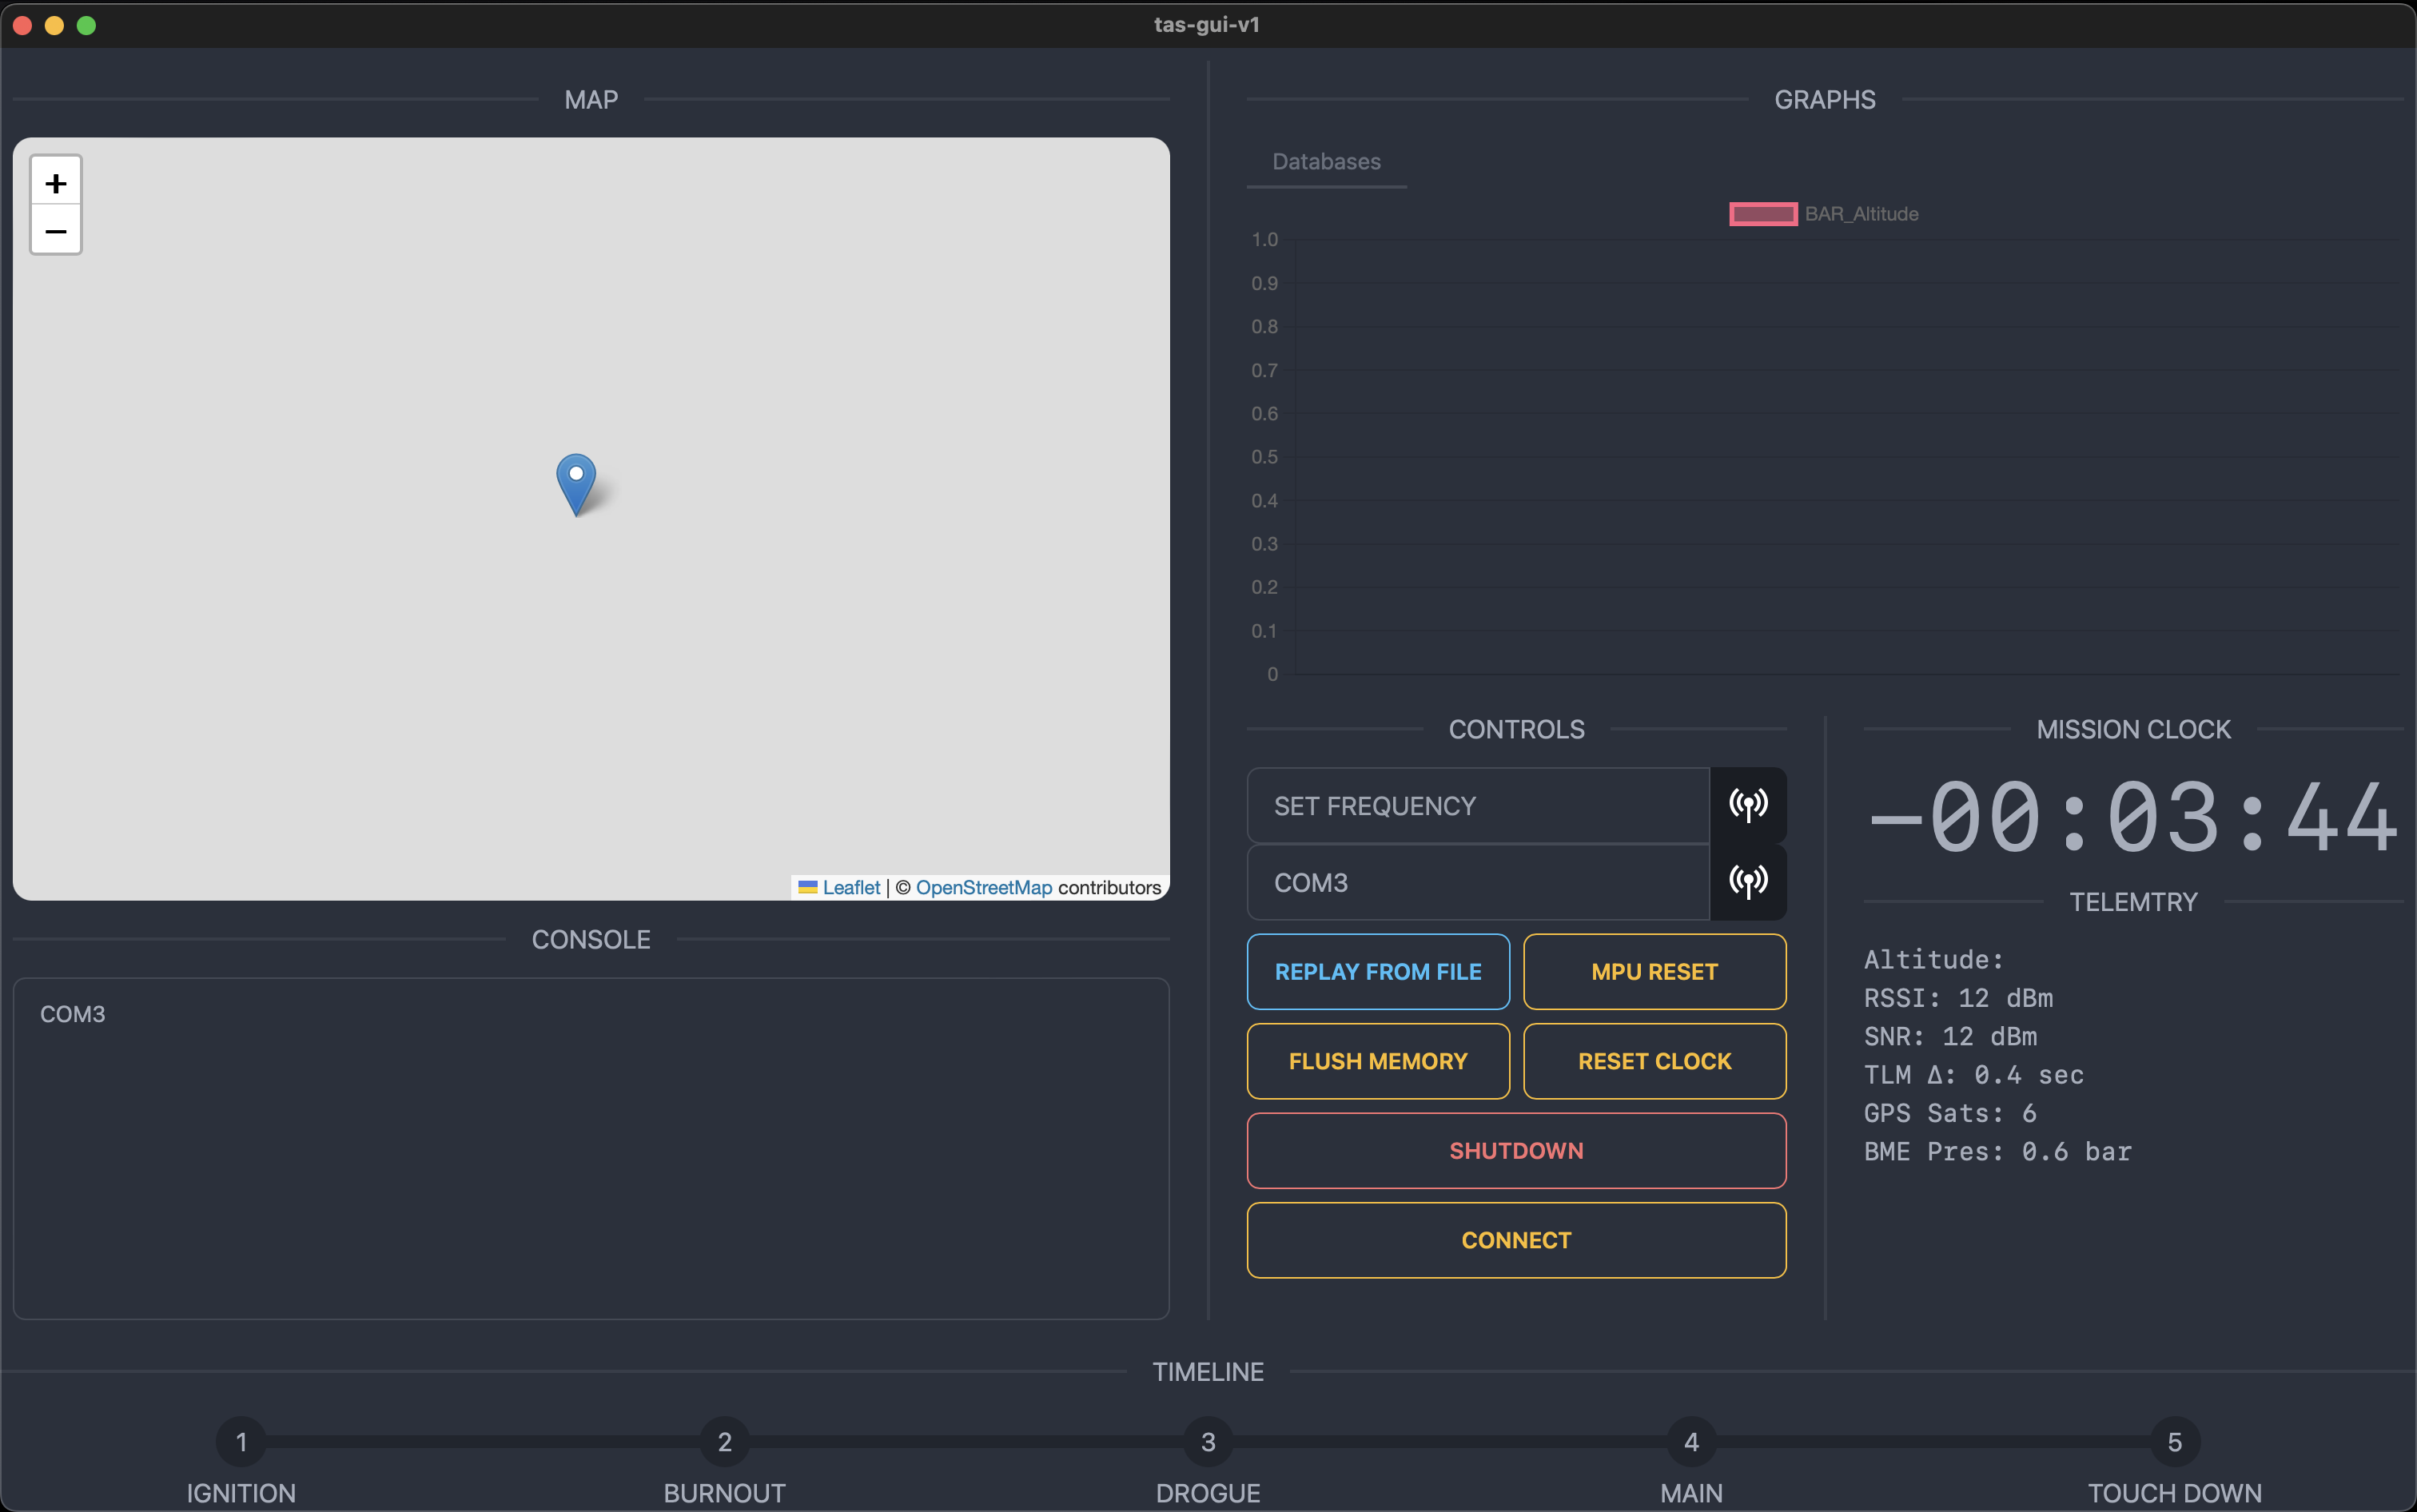 tas-gui-v1
MAP
+
−
Leaflet | © OpenStreetMap contributors
CONSOLE
COM3
GRAPHS
Databases
BAR_Altitude
1.0
0.9
0.8
0.7
0.6
0.5
0.4
0.3
0.2
0.1
0
CONTROLS
SET FREQUENCY
COM3
REPLAY FROM FILE
MPU RESET
FLUSH MEMORY
RESET CLOCK
SHUTDOWN
CONNECT
MISSION CLOCK
−00:03:44
TELEMTRY
Altitude:
RSSI: 12 dBm
SNR: 12 dBm
TLM Δ: 0.4 sec
GPS Sats: 6
BME Pres: 0.6 bar
TIMELINE
1
2
3
4
5
IGNITION
BURNOUT
DROGUE
MAIN
TOUCH DOWN